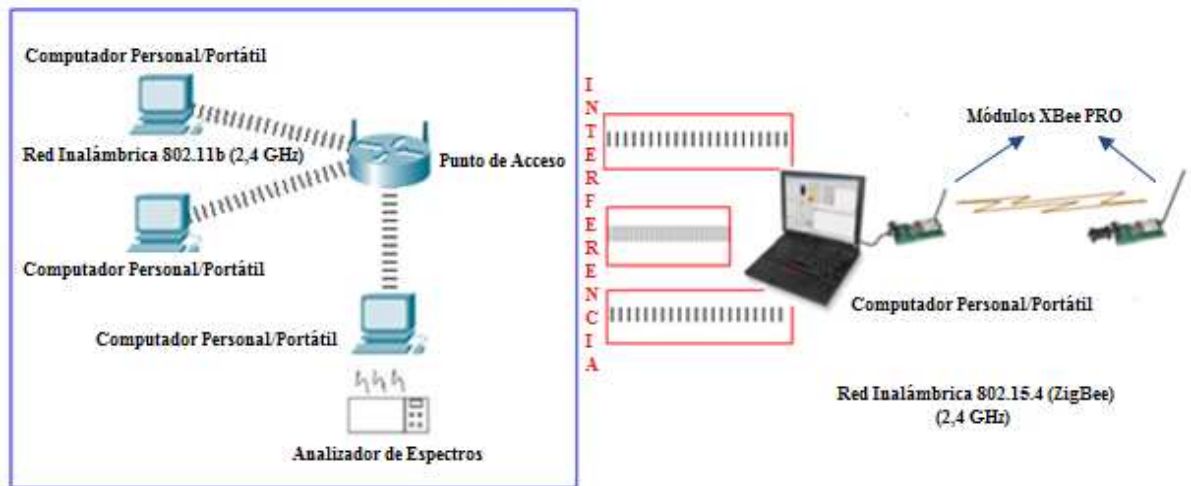 Computador Personal/Portátil
Red Inalámbrica 802.11b (2,4 GHz)
Punto de Acceso
Computador Personal/Portátil
Computador Personal/Portátil
Analizador de Espectros
INTERFERENCIA
Módulos XBee PRO
Computador Personal/Portátil
Red Inalámbrica 802.15.4 (ZigBee)
(2,4 GHz)